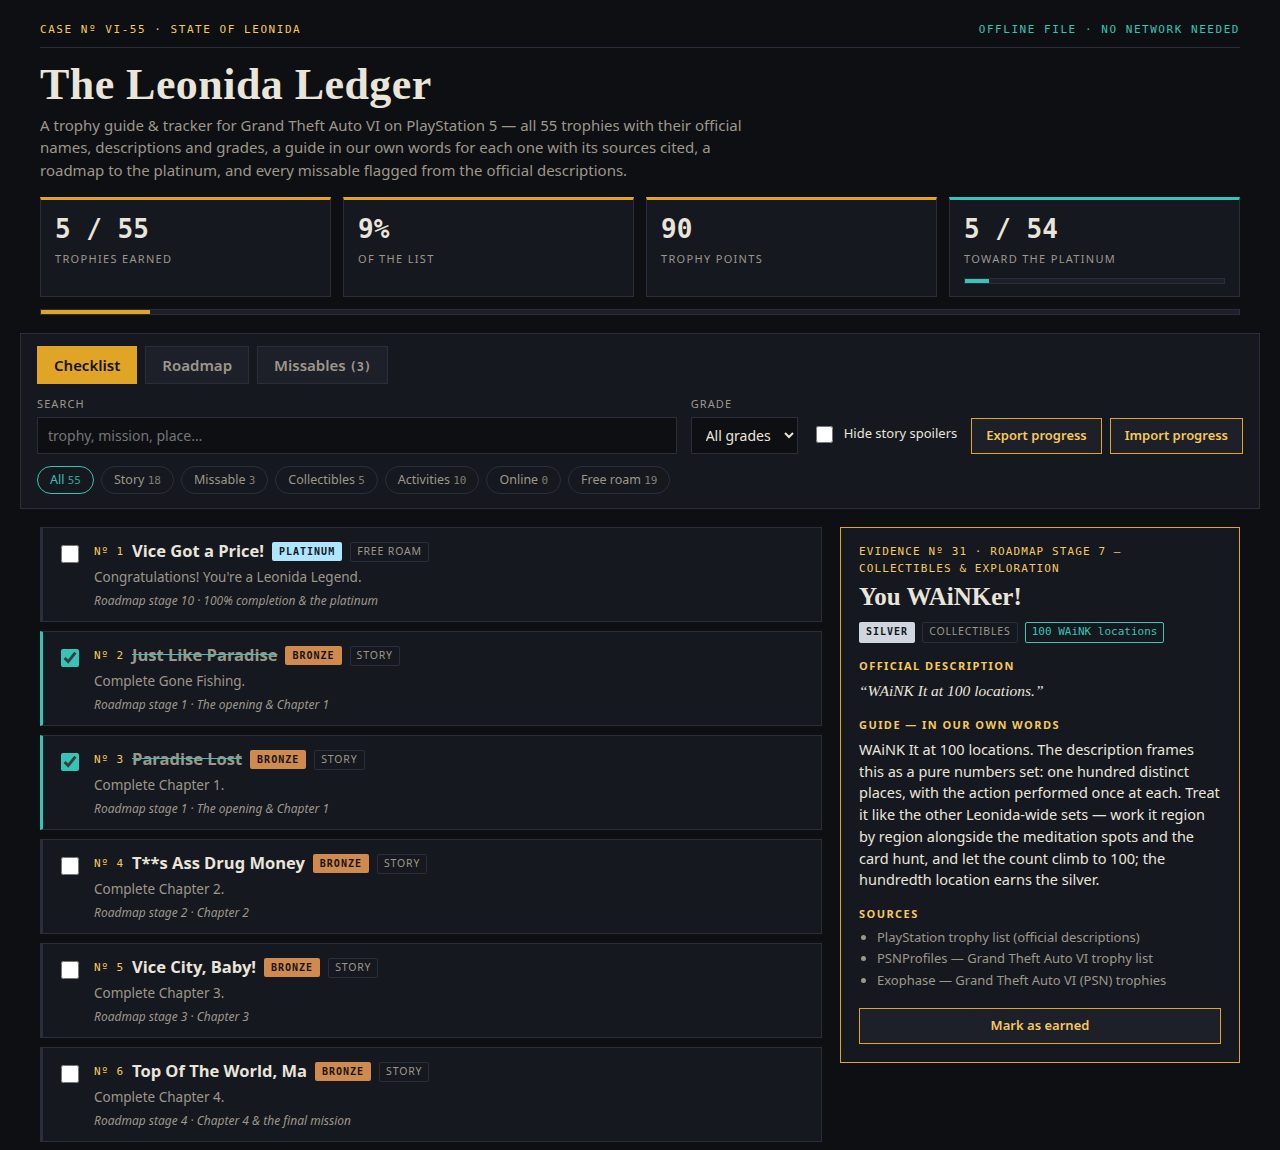 CASE Nº VI-55 · STATE OF LEONIDA
OFFLINE FILE · NO NETWORK NEEDED
The Leonida Ledger
A trophy guide & tracker for Grand Theft Auto VI on PlayStation 5 — all 55 trophies with their official
names, descriptions and grades, a guide in our own words for each one with its sources cited, a
roadmap to the platinum, and every missable flagged from the official descriptions.
5 / 55
TROPHIES EARNED
9%
OF THE LIST
90
TROPHY POINTS
5 / 54
TOWARD THE PLATINUM
Checklist
Roadmap
Missables (3)
SEARCH
trophy, mission, place…
GRADE
All grades
Hide story spoilers
Export progress
Import progress
All 55
Story 18
Missable 3
Collectibles 5
Activities 10
Online 0
Free roam 19
Nº 1 Vice Got a Price! PLATINUM FREE ROAM
Congratulations! You're a Leonida Legend.
Roadmap stage 10 · 100% completion & the platinum
Nº 2 Just Like Paradise BRONZE STORY
Complete Gone Fishing.
Roadmap stage 1 · The opening & Chapter 1
Nº 3 Paradise Lost BRONZE STORY
Complete Chapter 1.
Roadmap stage 1 · The opening & Chapter 1
Nº 4 T**s Ass Drug Money BRONZE STORY
Complete Chapter 2.
Roadmap stage 2 · Chapter 2
Nº 5 Vice City, Baby! BRONZE STORY
Complete Chapter 3.
Roadmap stage 3 · Chapter 3
Nº 6 Top Of The World, Ma BRONZE STORY
Complete Chapter 4.
Roadmap stage 4 · Chapter 4 & the final mission
EVIDENCE Nº 31 · ROADMAP STAGE 7 —
COLLECTIBLES & EXPLORATION
You WAiNKer!
SILVER COLLECTIBLES 100 WAiNK locations
OFFICIAL DESCRIPTION
“WAiNK It at 100 locations.”
GUIDE — IN OUR OWN WORDS
WAiNK It at 100 locations. The description frames
this as a pure numbers set: one hundred distinct
places, with the action performed once at each. Treat
it like the other Leonida-wide sets — work it region
by region alongside the meditation spots and the
card hunt, and let the count climb to 100; the
hundredth location earns the silver.
SOURCES
PlayStation trophy list (official descriptions)
PSNProfiles — Grand Theft Auto VI trophy list
Exophase — Grand Theft Auto VI (PSN) trophies
Mark as earned